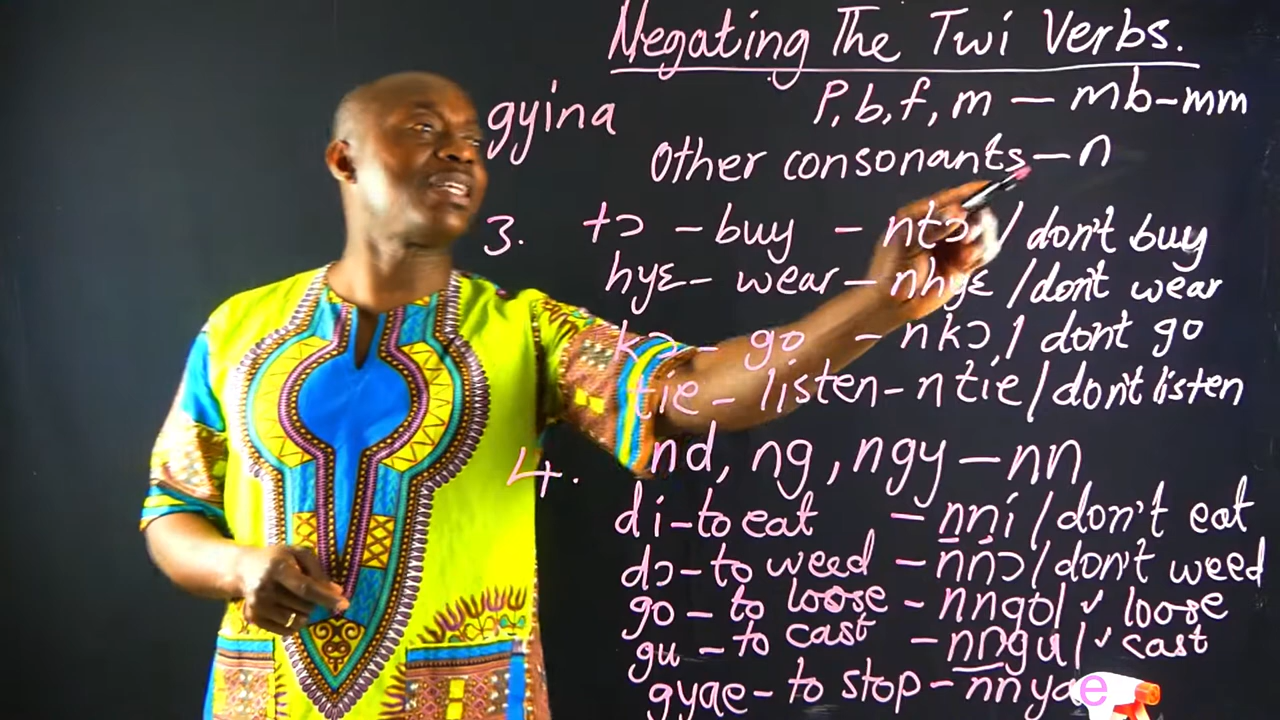 Negating The Twi Verbs.
gyina
P, b, f, m — mb-mm
Other consonants — n
3. tɔ - buy - ntɔ / don't buy
hyɛ - wear - nhyɛ / don't wear
kɔ - go - nkɔ / don't go
tie - listen - ntie / don't listen
4. nd, ng, ngy — nn
di - to eat - nní / don't eat
dɔ - to weed - nnɔ / don't weed
go - to loose - nngo / ✓ loose
gu - to cast - nngu / ✓ cast
gyae - to stop - nnyae